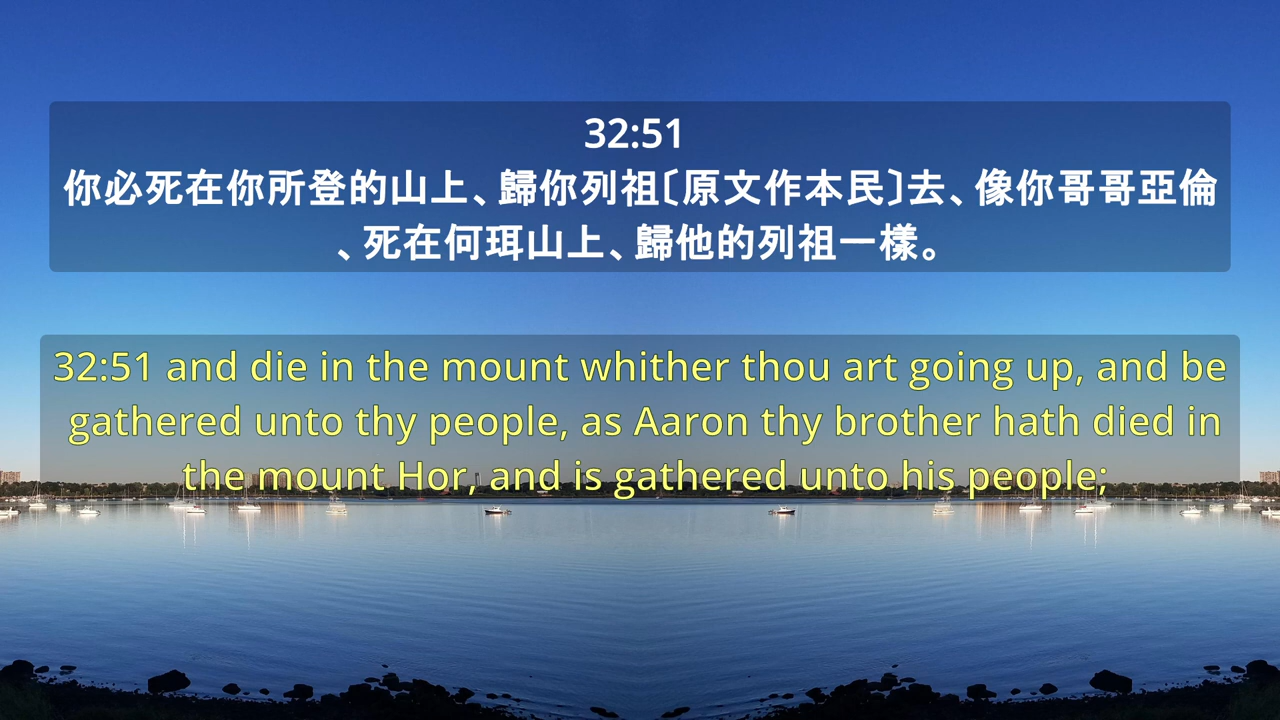 32:51
你必死在你所登的山上、歸你列祖〔原文作本民〕去、像你哥哥亞倫
、死在何珥山上、歸他的列祖一樣。
32:51 and die in the mount whither thou art going up, and be
gathered unto thy people, as Aaron thy brother hath died in
the mount Hor, and is gathered unto his people;